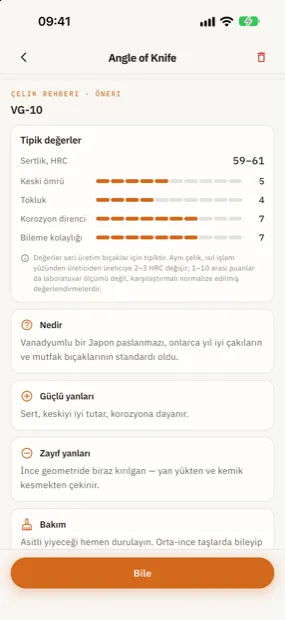 09:41
Angle of Knife
ÇELİK REHBERİ · ÖNERİ
VG-10
Tipik değerler
Sertlik, HRC 59–61
Keski ömrü 5
Tokluk 4
Korozyon direnci 7
Bileme kolaylığı 7
Değerler seri üretim bıçaklar için tipiktir. Aynı çelik, ısıl işlem
yüzünden üreticiden üreticiye 2–3 HRC değişir; 1–10 arası puanlar
da laboratuvar ölçümü değil, karşılaştırmalı normalize edilmiş
değerlendirmelerdir.
Nedir
Vanadyumlu bir Japon paslanmazı, onlarca yıl iyi çakıların
ve mutfak bıçaklarının standardı oldu.
Güçlü yanları
Sert, keskiyi iyi tutar, korozyona dayanır.
Zayıf yanları
İnce geometride biraz kırılgan — yan yükten ve kemik
kesmekten çekinir.
Bakım
Asitli yiyeceği hemen durulayın. Orta-ince taşlarda bileyip
Bile